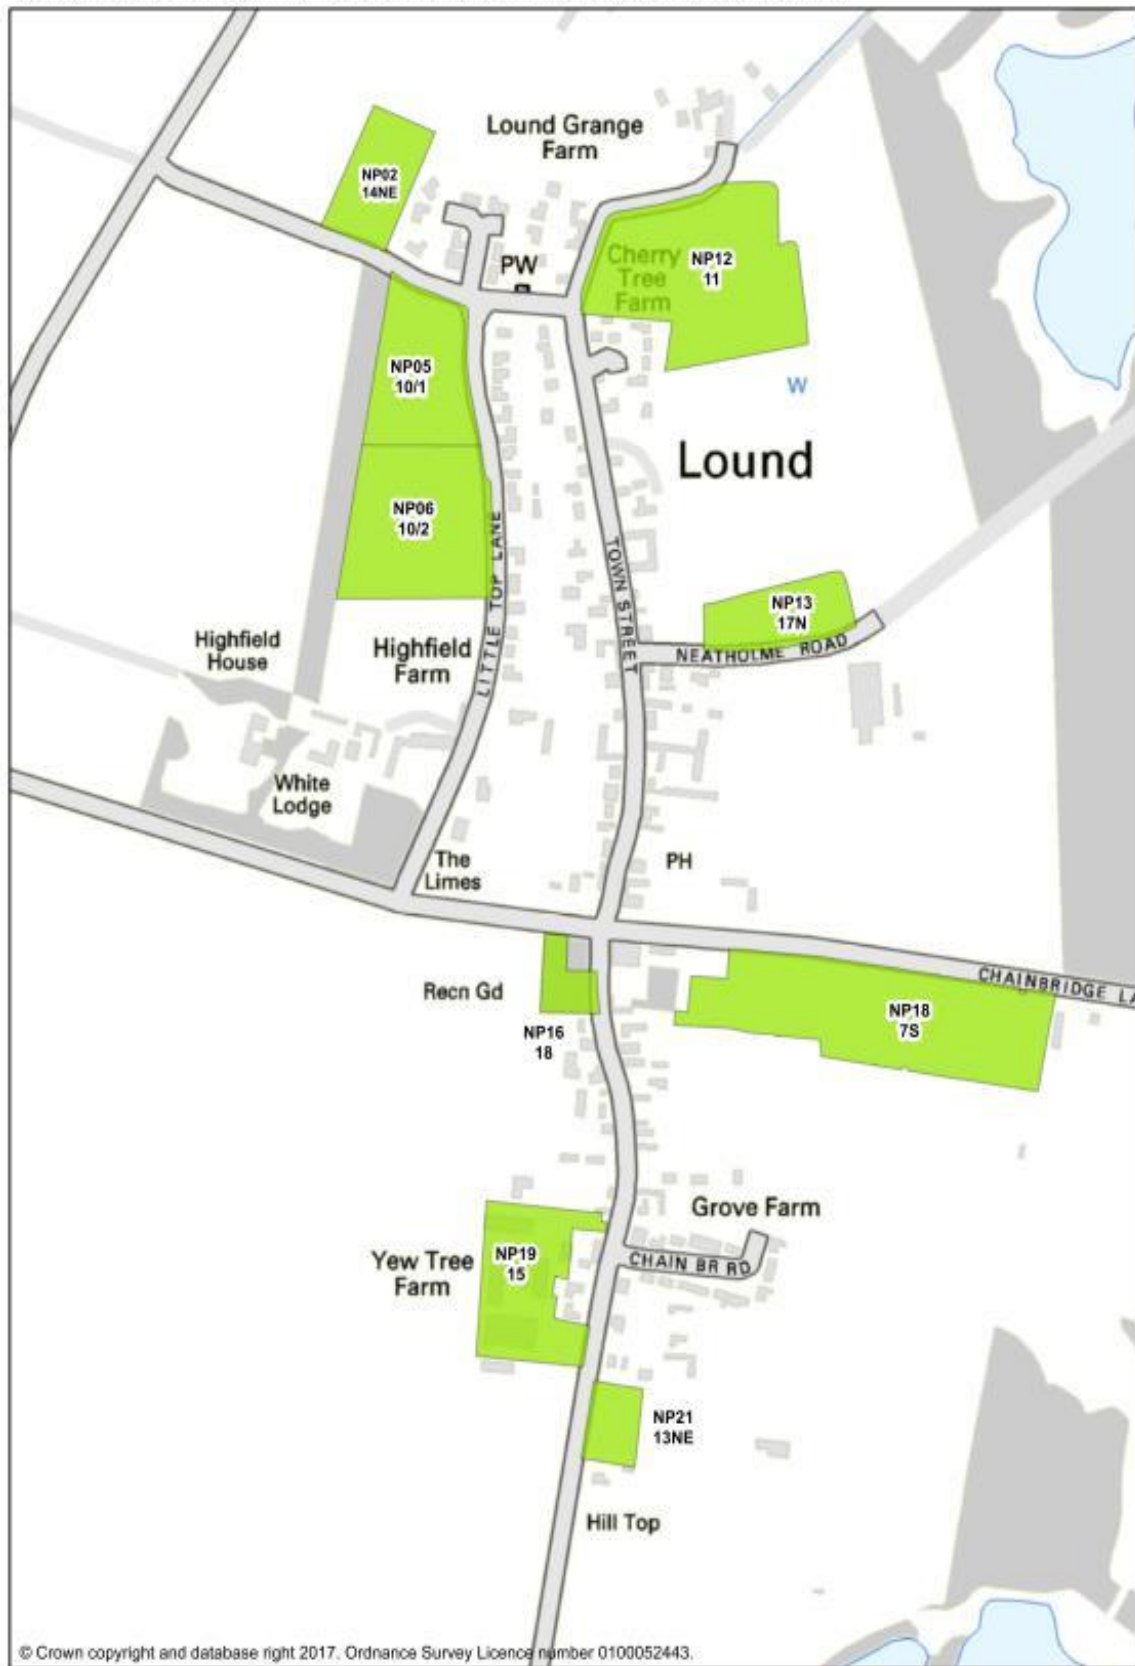 Lound Grange
Farm
NP02
14NE
PW
Cherry
Tree
Farm
NP12
11
NP05
10/1
W
Lound
NP06
10/2
LITTLE TOP LANE
TOWN STREET
NP13
17N
NEATHOLME ROAD
Highfield
House
Highfield
Farm
White
Lodge
The
Limes
PH
Recn Gd
CHAINBRIDGE LA
NP16
18
NP18
7S
Grove Farm
Yew Tree
Farm
NP19
15
CHAIN BR RD
NP21
13NE
Hill Top
© Crown copyright and database right 2017. Ordnance Survey Licence number 0100052443.